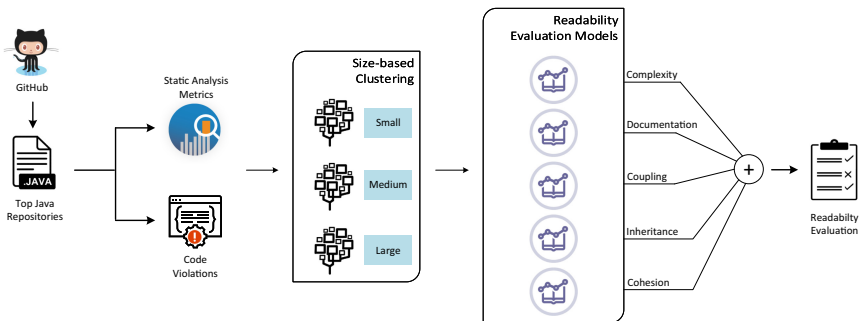 GitHub
.JAVA
Top Java
Repositories
Static Analysis
Metrics
Code
Violations
Size-based
Clustering
Small
Medium
Large
Readability
Evaluation Models
Complexity
Documentation
Coupling
Inheritance
Cohesion
+
Readabilty
Evaluation